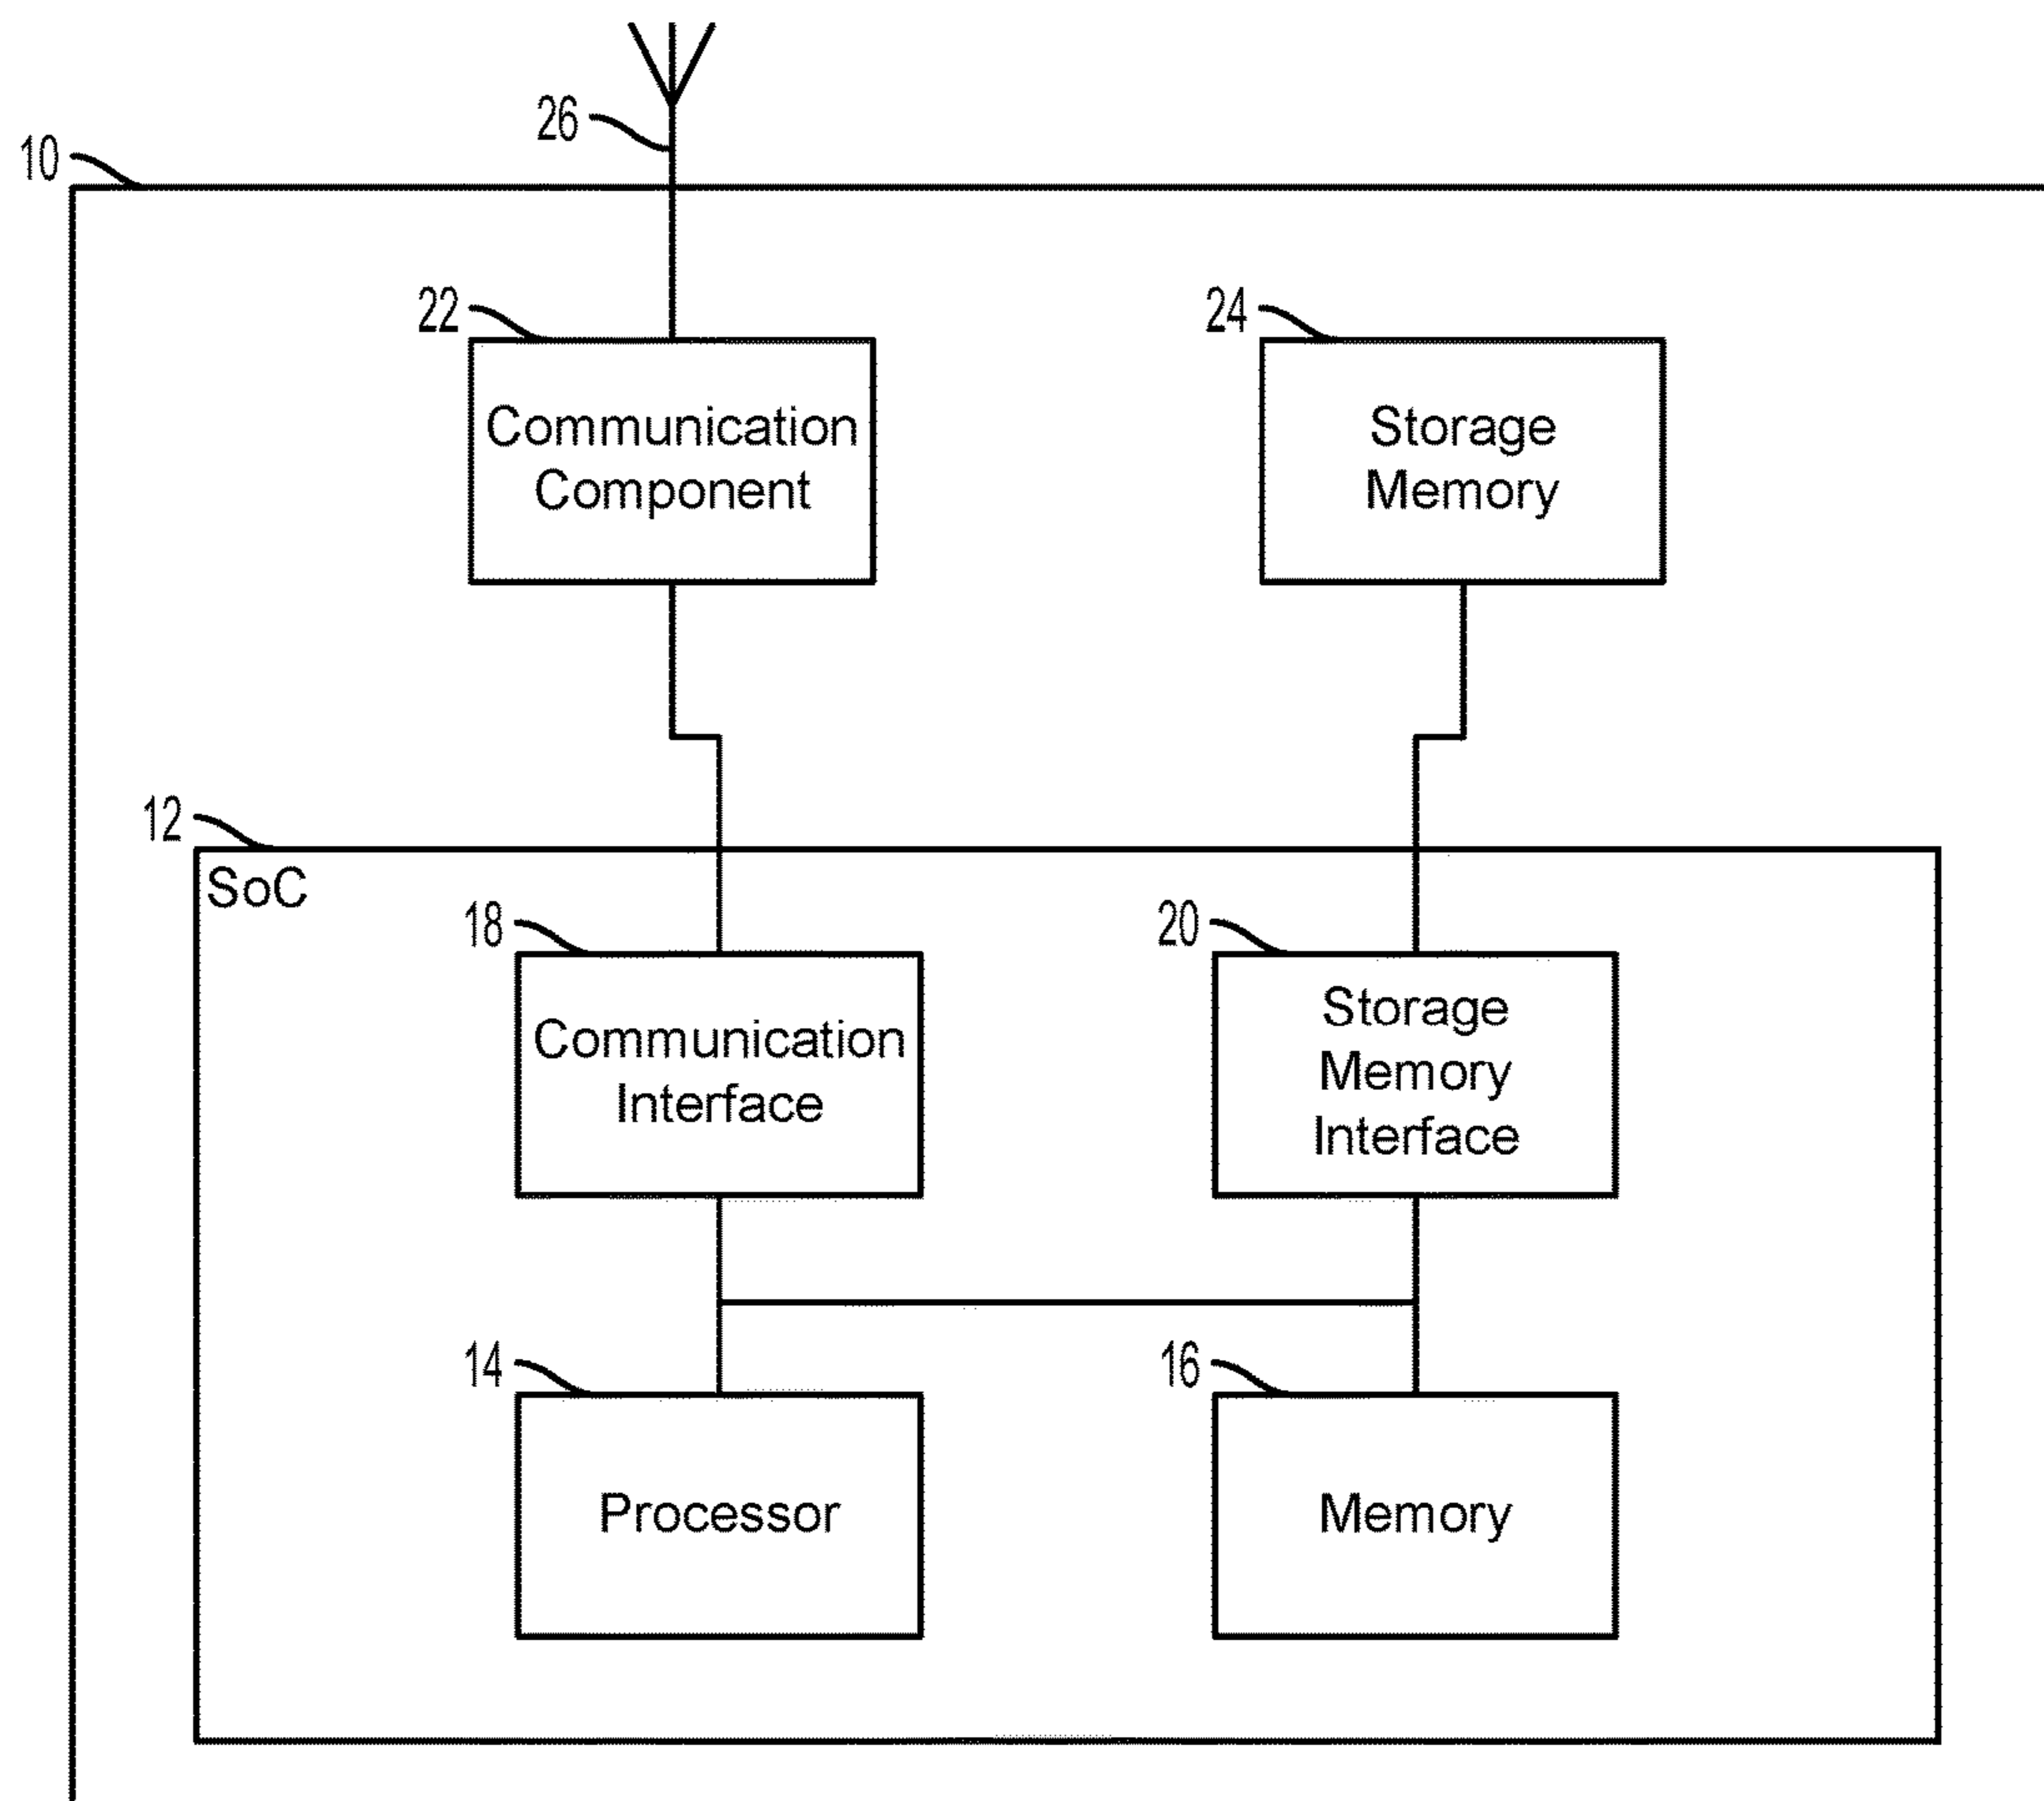 26
10
22
24
Communication
Component
Storage
Memory
12
SoC
18
20
Communication
Interface
Storage
Memory
Interface
14
16
Processor
Memory